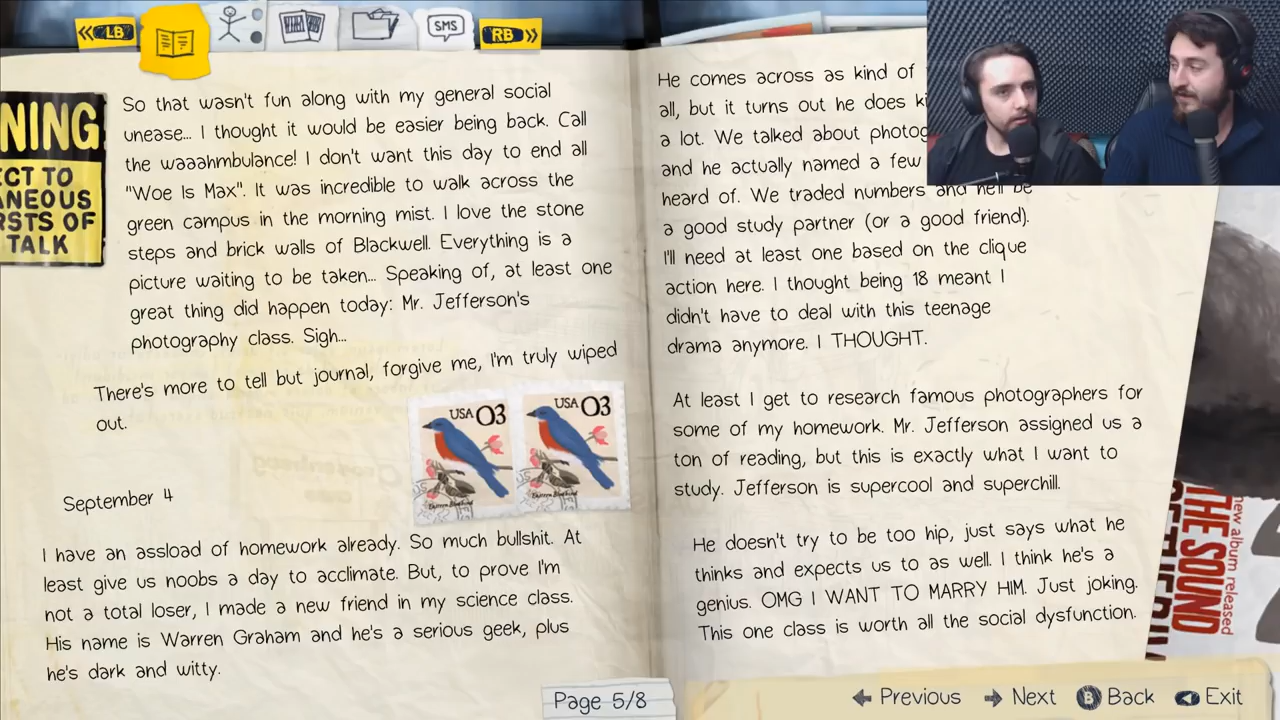 LB
SMS
RB
NING
ECT TO
ANEOUS
RSTS OF
TALK
So that wasn't fun along with my general social
unease... I thought it would be easier being back. Call
the waaahmbulance! I don't want this day to end all
"Woe Is Max". It was incredible to walk across the
green campus in the morning mist. I love the stone
steps and brick walls of Blackwell. Everything is a
picture waiting to be taken... Speaking of, at least one
great thing did happen today: Mr. Jefferson's
photography class. Sigh...
There's more to tell but journal, forgive me, I'm truly wiped
out.
USA 03
USA 03
Eastern Bluebird
Eastern Bluebird
September 4
I have an assload of homework already. So much bullshit. At
least give us noobs a day to acclimate. But, to prove I'm
not a total loser, I made a new friend in my science class.
His name is Warren Graham and he's a serious geek, plus
he's dark and witty.
He comes across as kind of
all, but it turns out he does ki
a lot. We talked about photog
and he actually named a few
heard of. We traded numbers and he'll be
a good study partner (or a good friend).
I'll need at least one based on the clique
action here. I thought being 18 meant I
didn't have to deal with this teenage
drama anymore. I THOUGHT.
At least I get to research famous photographers for
some of my homework. Mr. Jefferson assigned us a
ton of reading, but this is exactly what I want to
study. Jefferson is supercool and superchill.
He doesn't try to be too hip, just says what he
thinks and expects us to as well. I think he's a
genius. OMG I WANT TO MARRY HIM. Just joking.
This one class is worth all the social dysfunction.
new album released
THE SOUND
Page 5/8
Previous
Next
B Back
Exit